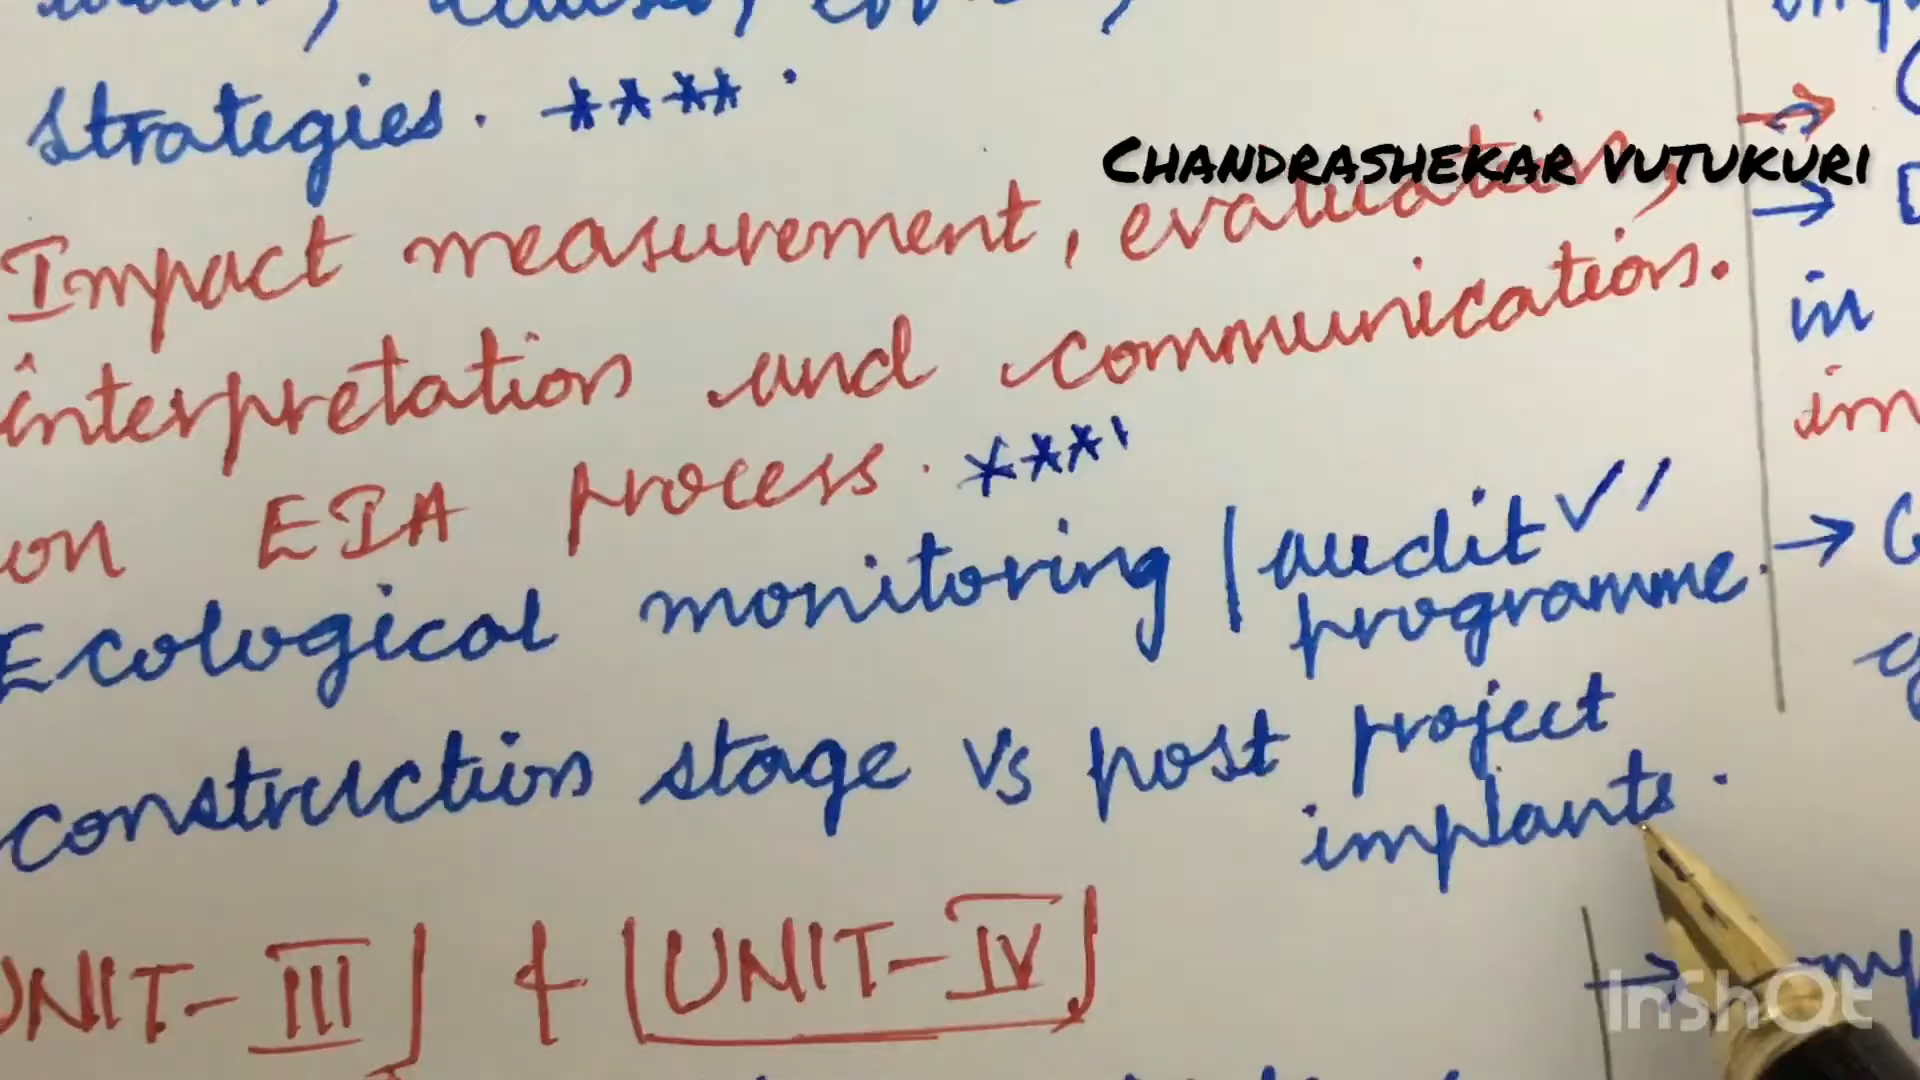 strategies. ****.
CHANDRASHEKAR VUTUKURI
Impact measurement, evaluation,
interpretation and communication.
on EIA process. ***'
Ecological monitoring / audit ✓ /
programme.
construction stage vs post project
implants.
UNIT-III] & [UNIT-IV]
→
→
in
im
→
→
InShOt